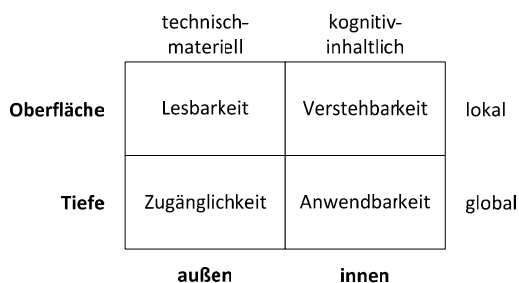 technisch-
materiell
kognitiv-
inhaltlich
Oberfläche Lesbarkeit Verstehbarkeit lokal
Tiefe Zugänglichkeit Anwendbarkeit global
außen innen